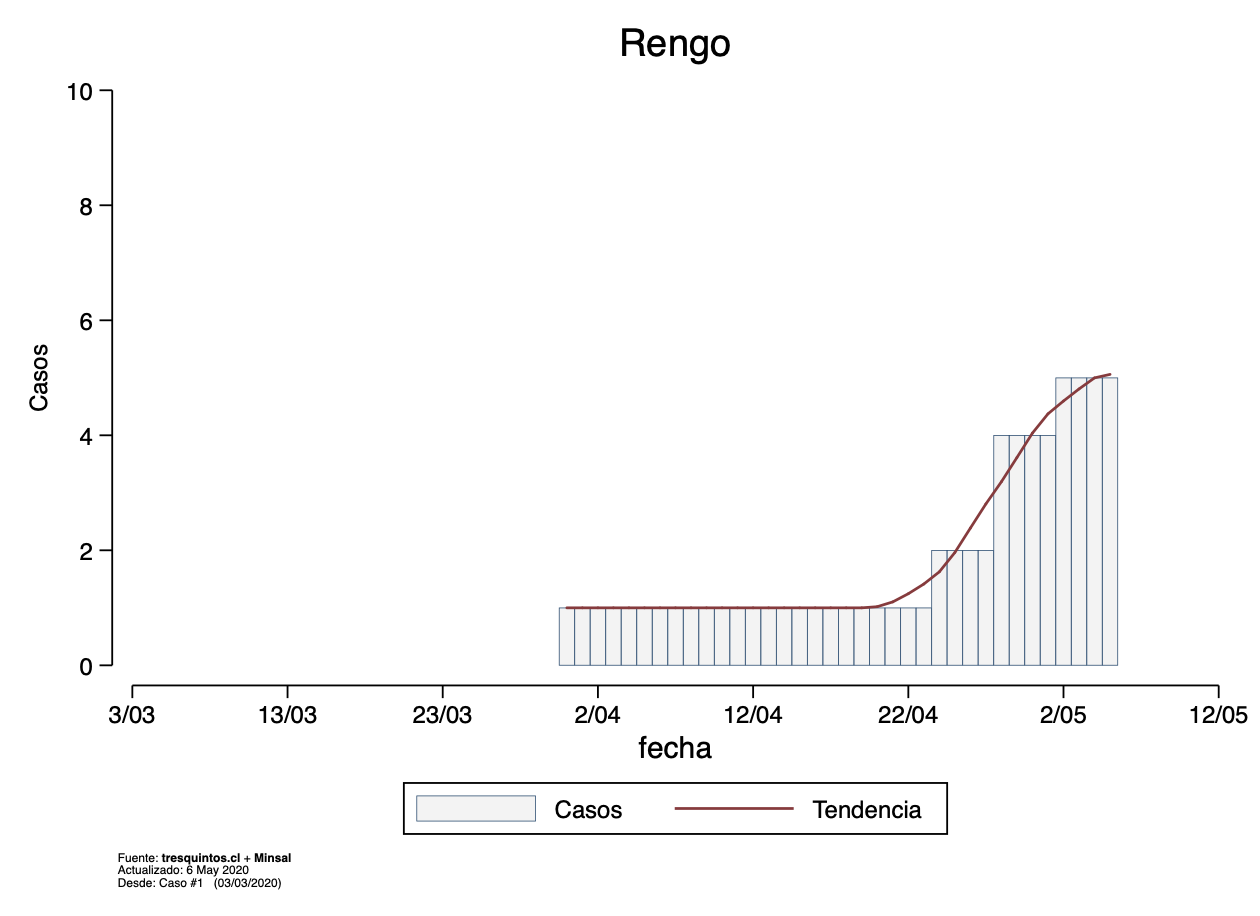 Rengo
10
8
6
4
2
0
Casos
3/03 13/03 23/03 2/04 12/04 22/04 2/05 12/05
fecha
Casos Tendencia
Fuente: tresquintos.cl + Minsal
Actualizado: 6 May 2020
Desde: Caso #1 (03/03/2020)